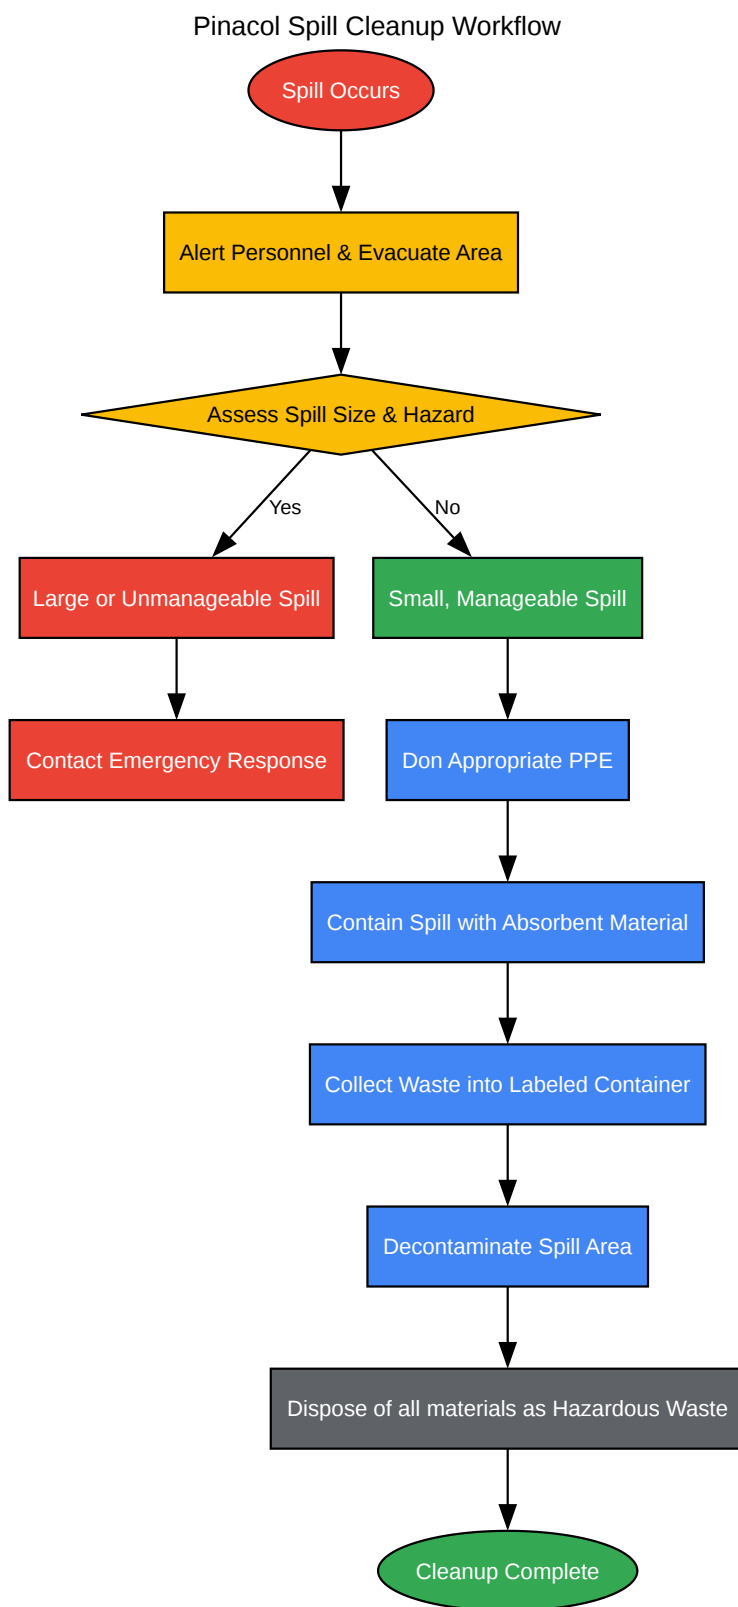 Pinacol Spill Cleanup Workflow
Spill Occurs
Alert Personnel & Evacuate Area
Assess Spill Size & Hazard
Yes
No
Large or Unmanageable Spill
Small, Manageable Spill
Contact Emergency Response
Don Appropriate PPE
Contain Spill with Absorbent Material
Collect Waste into Labeled Container
Decontaminate Spill Area
Dispose of all materials as Hazardous Waste
Cleanup Complete